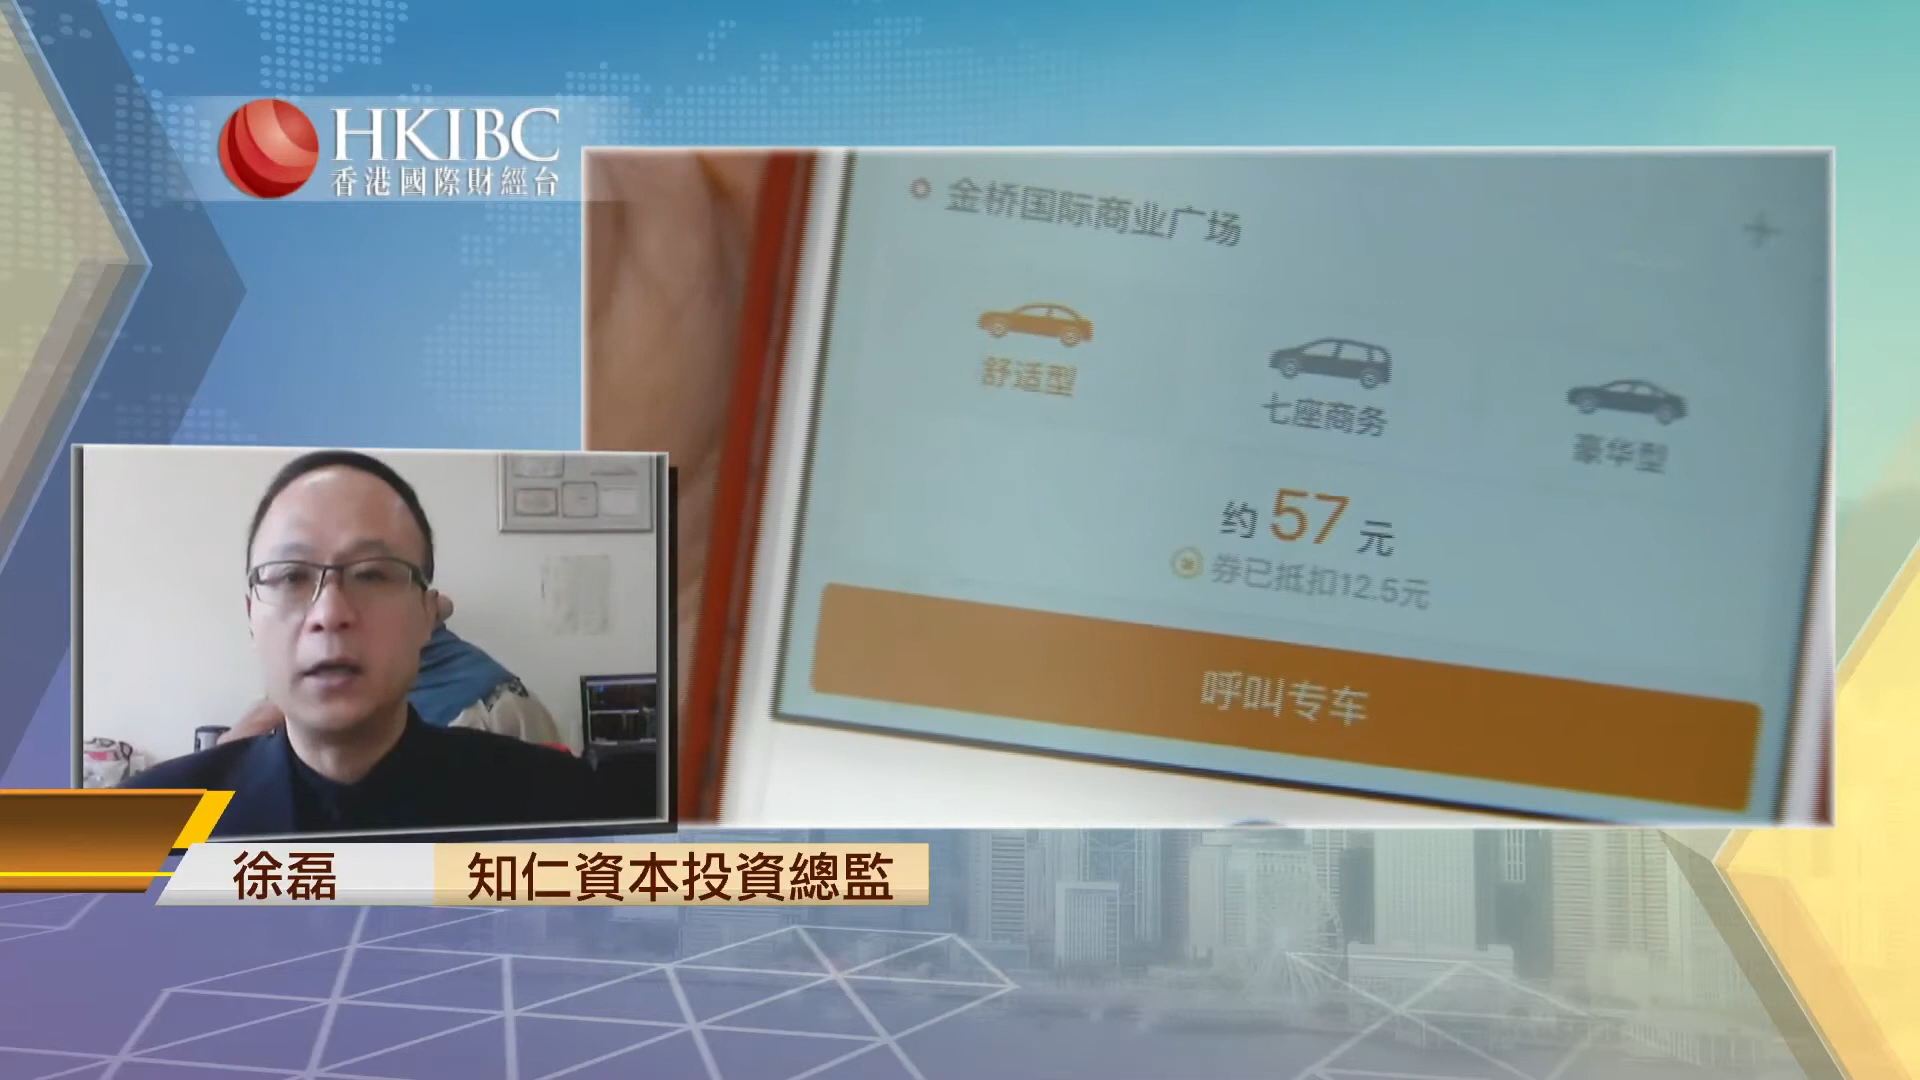 HKIBC
香港國際財經台
金桥国际商业广场
舒适型
七座商务
豪华型
约 57 元
券已抵扣12.5元
呼叫专车
徐磊
知仁資本投資總監